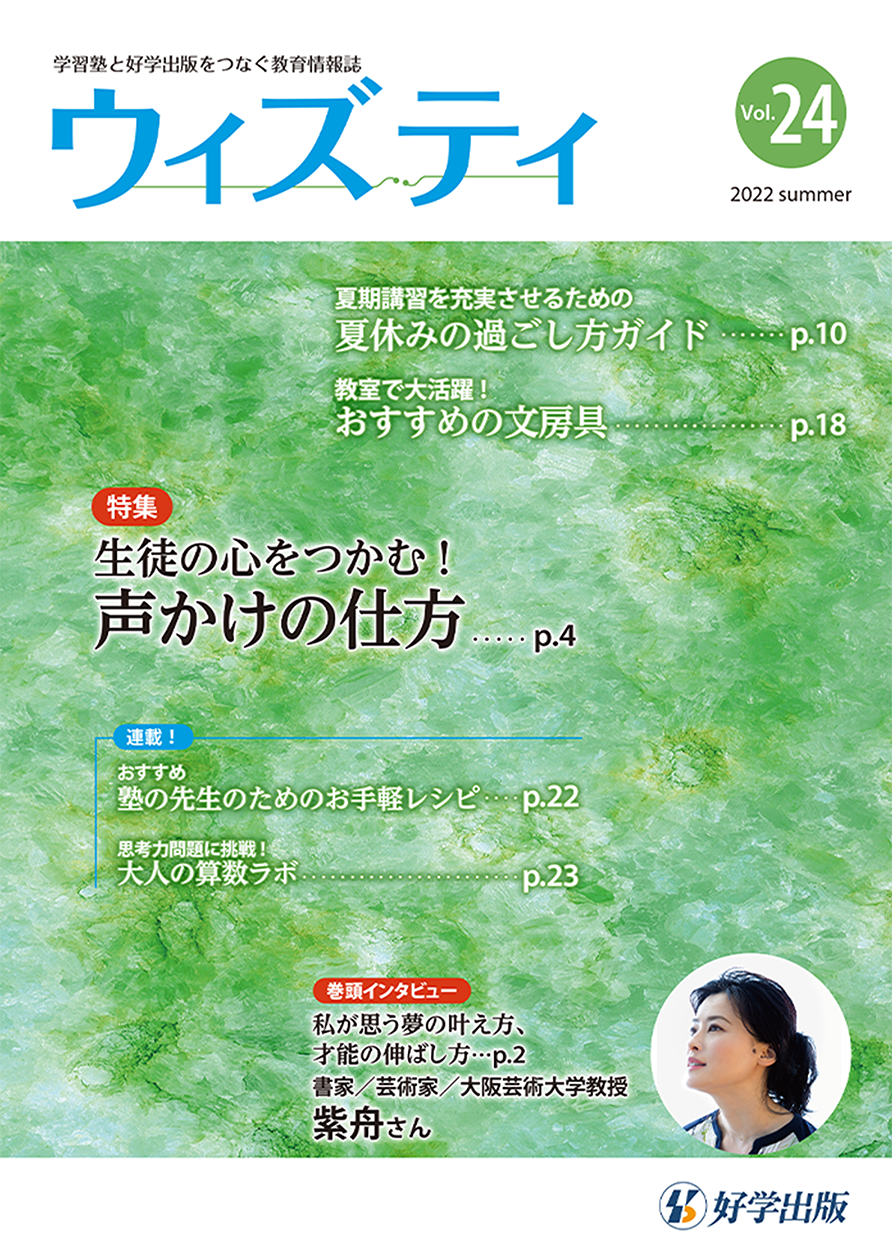 学習塾と好学出版をつなぐ教育情報誌
ウィズティ
Vol.24
2022 summer
夏期講習を充実させるための
夏休みの過ごし方ガイド ……… p.10
教室で大活躍！
おすすめの文房具 ……………… p.18
特集
生徒の心をつかむ！
声かけの仕方 ..... p.4
連載！
おすすめ
塾の先生のためのお手軽レシピ .... p.22
思考力問題に挑戦！
大人の算数ラボ ........................ p.23
巻頭インタビュー
私が思う夢の叶え方、
才能の伸ばし方…p.2
書家／芸術家／大阪芸術大学教授
紫舟さん
好学出版